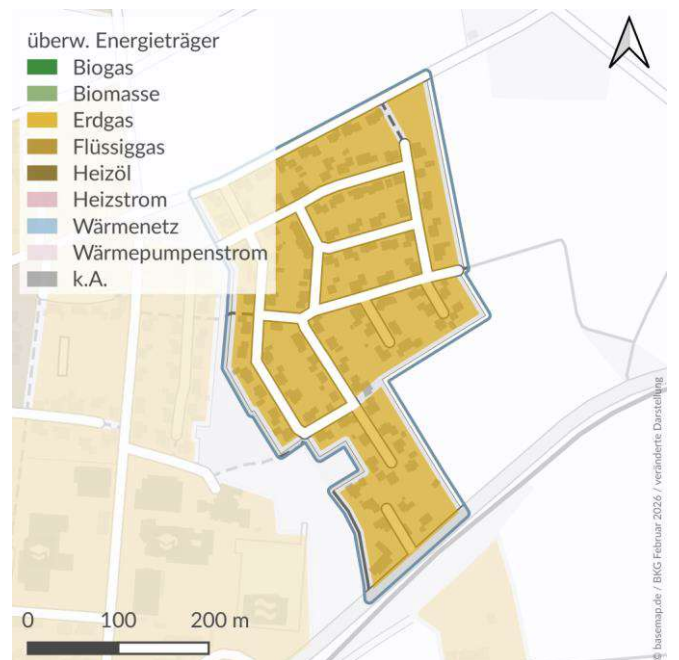 überw. Energieträger
Biogas
Biomasse
Erdgas
Flüssiggas
Heizöl
Heizstrom
Wärmenetz
Wärmepumpenstrom
k.A.
0 100 200 m
© basemap.de / BKG Februar 2026 / veränderte Darstellung